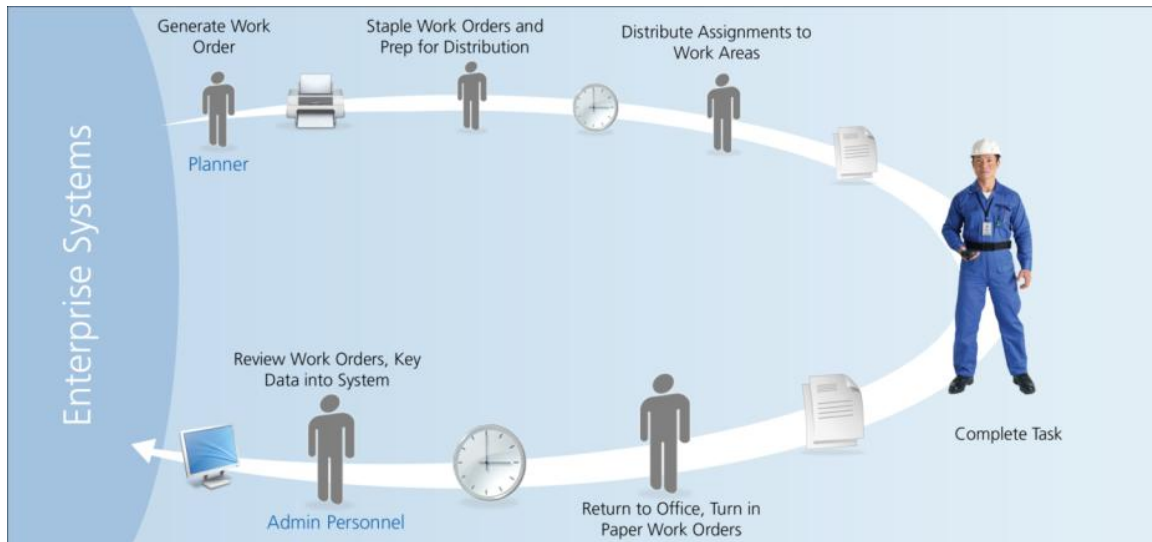 Generate Work
Order
Staple Work Orders and
Prep for Distribution
Distribute Assignments to
Work Areas
Planner
Enterprise Systems
Complete Task
Review Work Orders, Key
Data into System
Admin Personnel
Return to Office, Turn in
Paper Work Orders